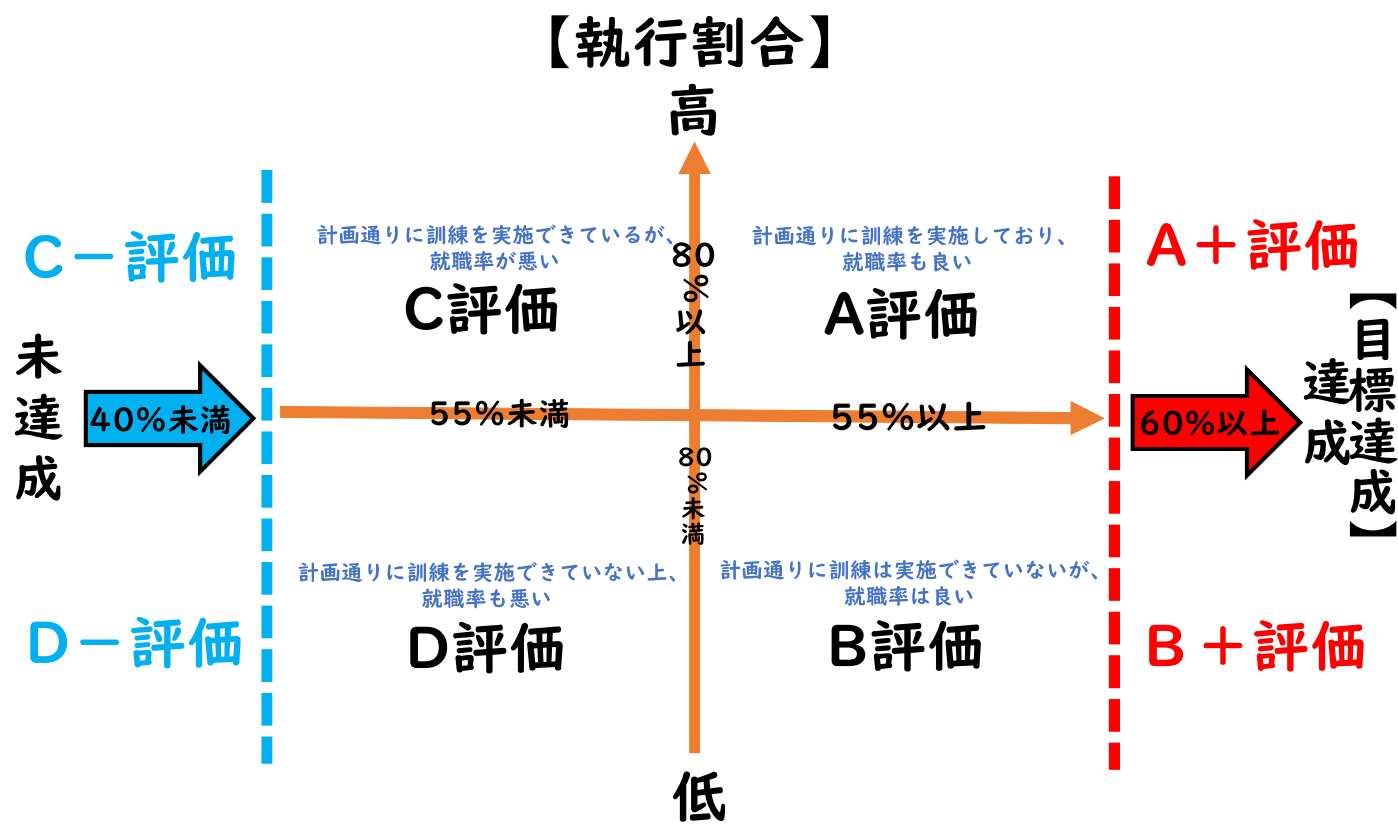 【執行割合】
高
C－評価
計画通りに訓練を実施できているが、
就職率が悪い
C評価
80%以上
計画通りに訓練を実施しており、
就職率も良い
A評価
A＋評価
未達成
40%未満
55%未満
55%以上
60%以上
達成
【目標達成】
80%未満
D－評価
計画通りに訓練を実施できていない上、
就職率も悪い
D評価
計画通りに訓練は実施できていないが、
就職率は良い
B評価
B＋評価
低